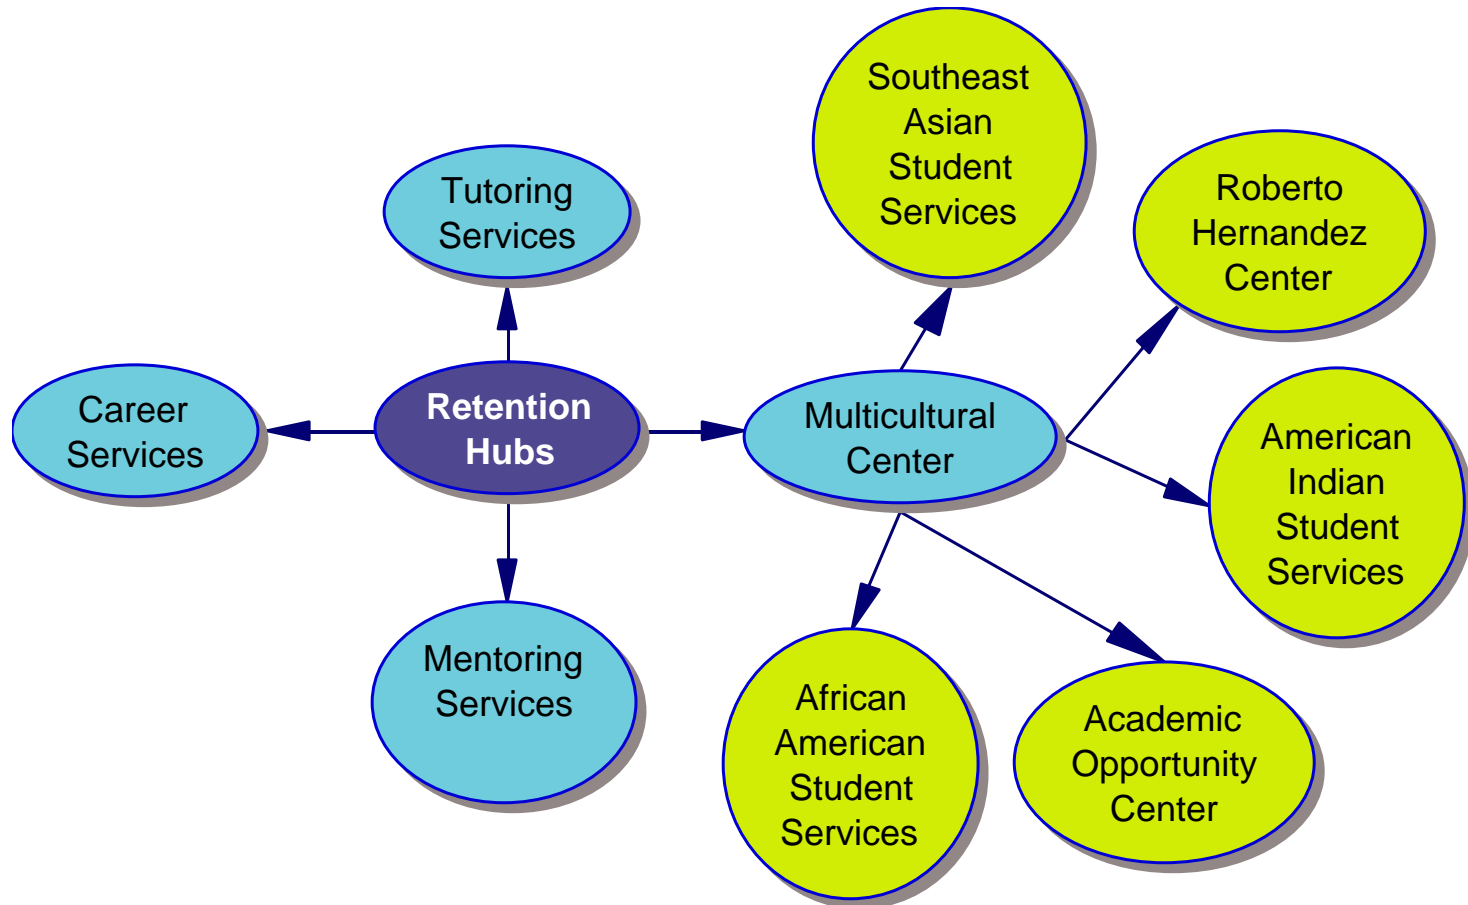 Southeast
Asian
Student
Services
Roberto
Hernandez
Center
Tutoring
Services
Career
Services
Retention
Hubs
Multicultural
Center
American
Indian
Student
Services
Mentoring
Services
African
American
Student
Services
Academic
Opportunity
Center